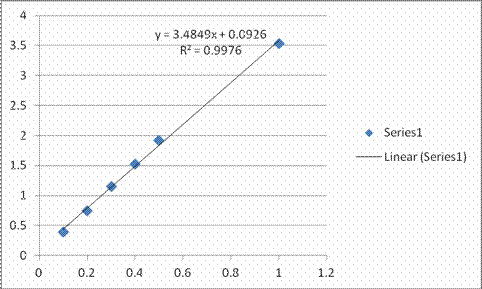 4
y = 3.4849x + 0.0926
R² = 0.9976
3.5
3
2.5
2
1.5
1
0.5
0
0 0.2 0.4 0.6 0.8 1 1.2
Series1
Linear (Series1)